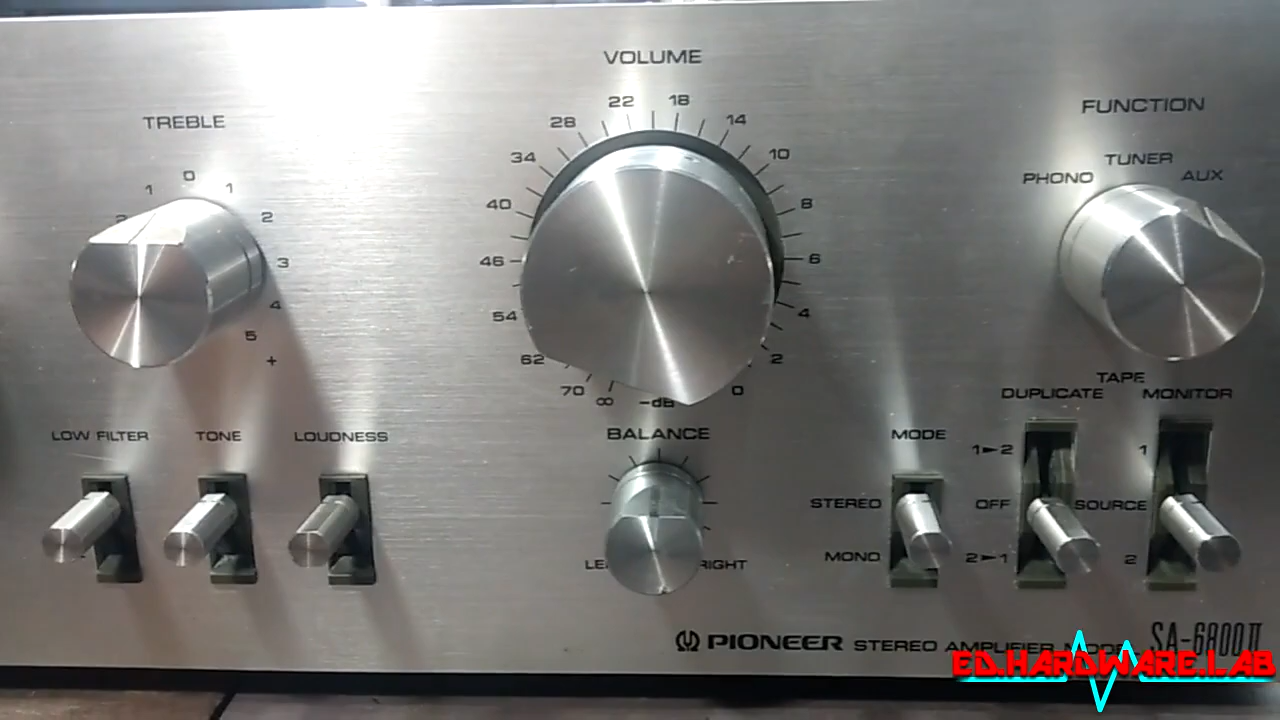 VOLUME
TREBLE
FUNCTION
PHONO TUNER AUX
1 0 1
2
3
4
5
+
28 22 18 14
34 10
40 8
46 6
54 4
62 2
70 ∞ -dB 0
LOW FILTER TONE LOUDNESS
BALANCE
RIGHT
MODE
STEREO
MONO
TAPE
DUPLICATE MONITOR
1►2 1
OFF SOURCE
2►1 2
PIONEER STEREO AMPLIFIER MODEL SA-6800II
ED.HARDWARE.LAB